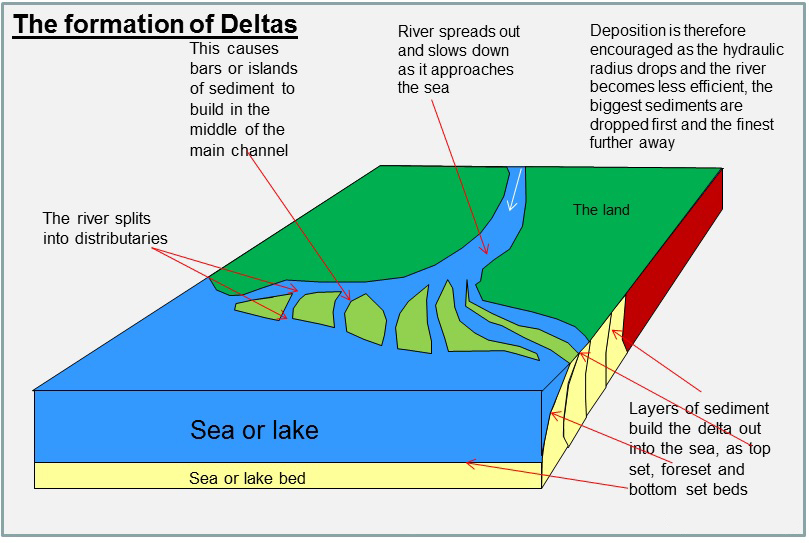 The formation of Deltas
This causes
bars or islands
of sediment to
build in the
middle of the
main channel
River spreads out
and slows down
as it approaches
the sea
Deposition is therefore
encouraged as the hydraulic
radius drops and the river
becomes less efficient, the
biggest sediments are
dropped first and the finest
further away
The river splits
into distributaries
The land
Sea or lake
Sea or lake bed
Layers of sediment
build the delta out
into the sea, as top
set, foreset and
bottom set beds